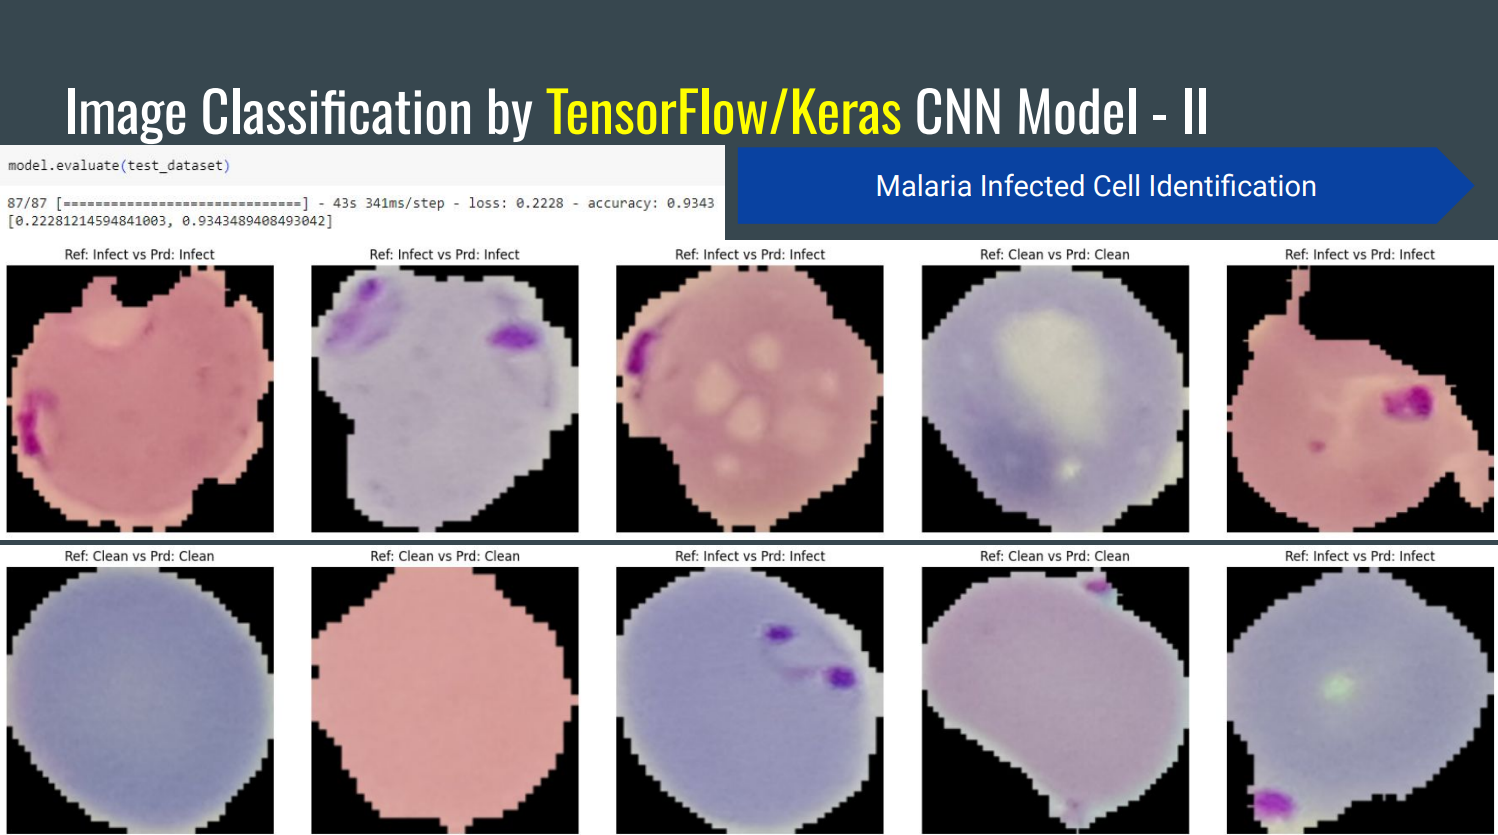 Image Classification by TensorFlow/Keras CNN Model - II
model.evaluate(test_dataset)
87/87 [==============================] - 43s 341ms/step - loss: 0.2228 - accuracy: 0.9343
[0.22281214594841003, 0.9343489408493042]
Malaria Infected Cell Identification
Ref: Infect vs Prd: Infect
Ref: Infect vs Prd: Infect
Ref: Infect vs Prd: Infect
Ref: Clean vs Prd: Clean
Ref: Infect vs Prd: Infect
Ref: Clean vs Prd: Clean
Ref: Clean vs Prd: Clean
Ref: Infect vs Prd: Infect
Ref: Clean vs Prd: Clean
Ref: Infect vs Prd: Infect